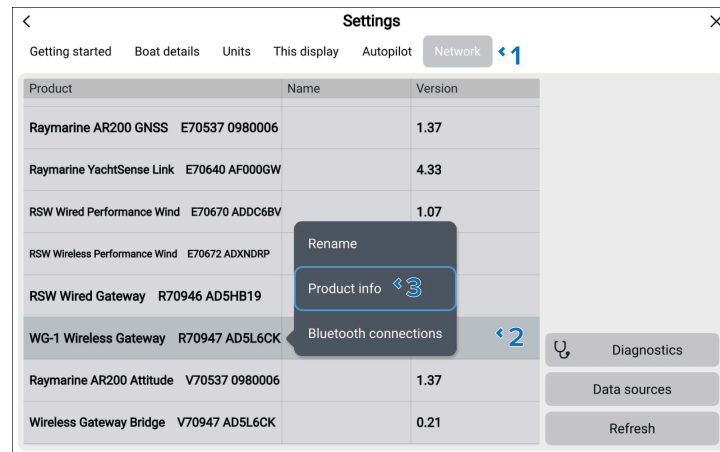 Settings
Getting started Boat details Units This display Autopilot Network 1
Product Name Version
Raymarine AR200 GNSS E70537 0980006 1.37
Raymarine YachtSense Link E70640 AF000GW 4.33
RSW Wired Performance Wind E70670 ADDC6BV 1.07
RSW Wireless Performance Wind E70672 ADXNDRP
Rename
RSW Wired Gateway R70946 AD5HB19
Product info 3
WG-1 Wireless Gateway R70947 AD5L6CK
Bluetooth connections 2
Diagnostics
Raymarine AR200 Attitude V70537 0980006 1.37
Data sources
Wireless Gateway Bridge V70947 AD5L6CK 0.21
Refresh